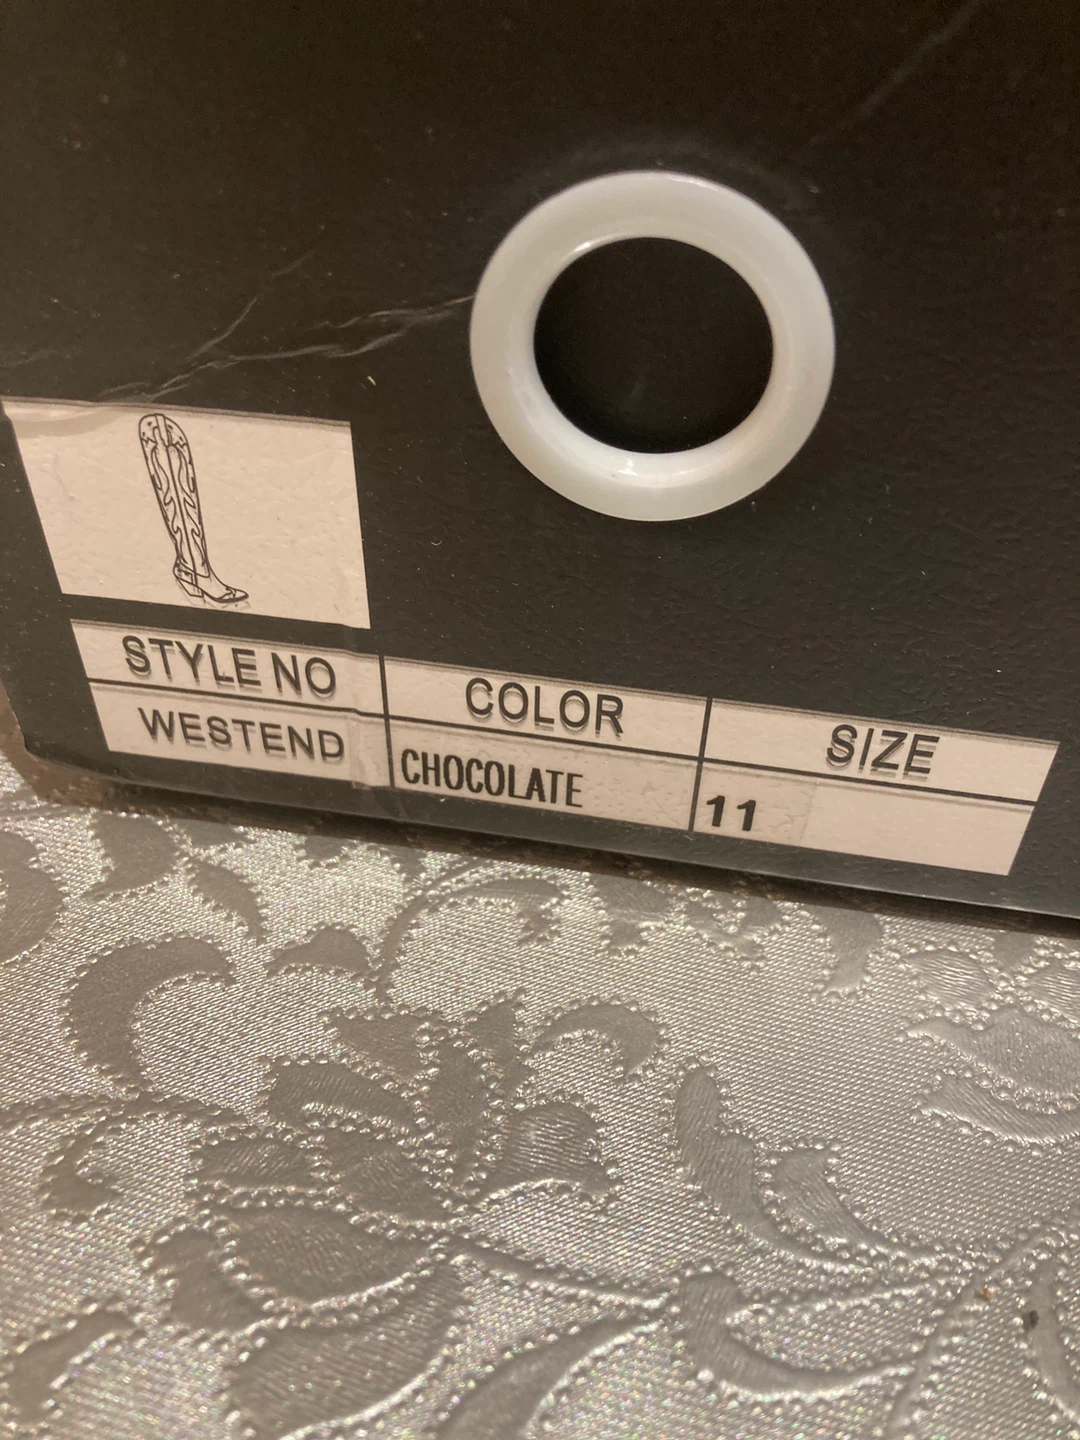 STYLE NO COLOR SIZE
WESTEND CHOCOLATE 11